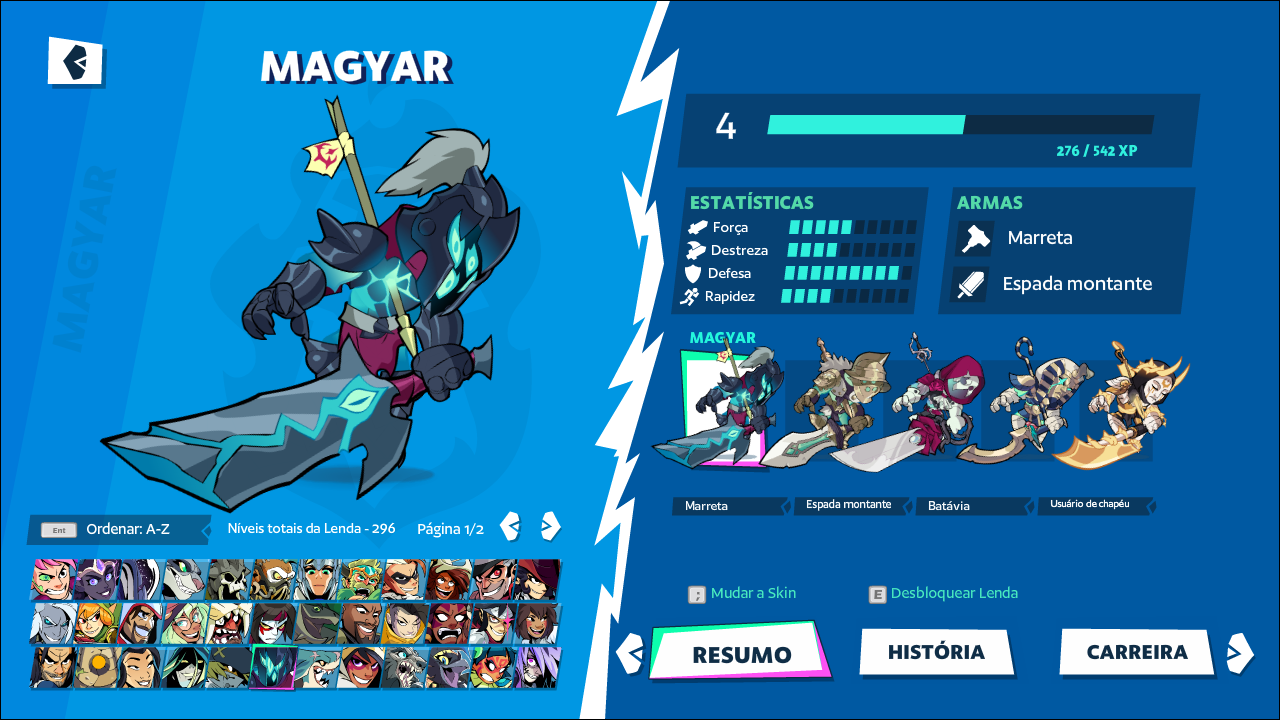 MAGYAR
MAGYAR
4
276 / 542 XP
ESTATÍSTICAS
Força
Destreza
Defesa
Rapidez
ARMAS
Marreta
Espada montante
MAGYAR
Marreta
Espada montante
Batávia
Usuário de chapéu
Ent
Ordenar: A-Z
Níveis totais da Lenda - 296
Página 1/2
; Mudar a Skin
E Desbloquear Lenda
RESUMO
HISTÓRIA
CARREIRA